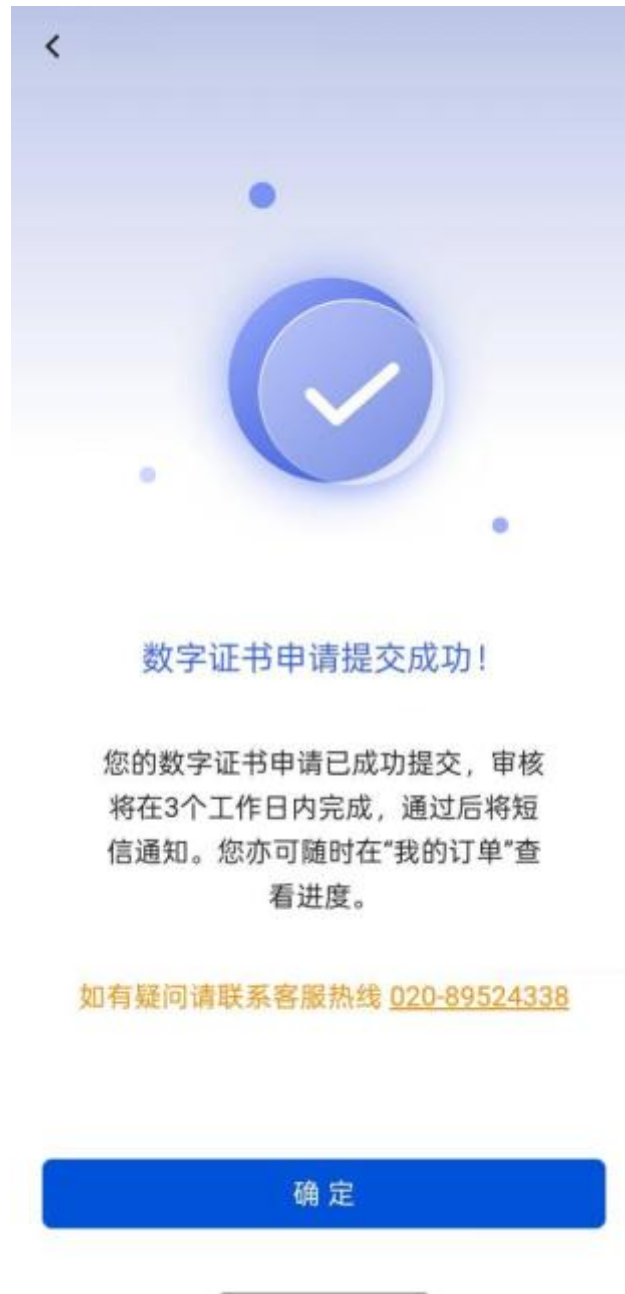 数字证书申请提交成功！
您的数字证书申请已成功提交，审核
将在3个工作日内完成，通过后将短
信通知。您亦可随时在“我的订单”查
看进度。
如有疑问请联系客服热线 020-89524338
确定